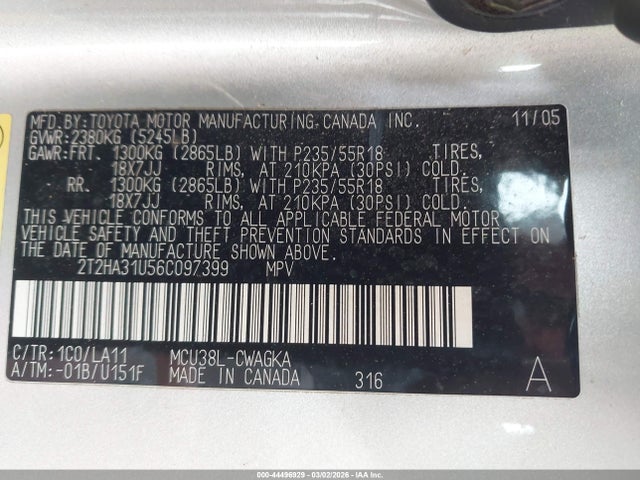 MFD.BY:TOYOTA MOTOR MANUFACTURING CANADA INC. 11/05
GVWR:2380KG (5245LB)
GAWR:FRT. 1300KG (2865LB) WITH P235/55R18 TIRES,
18X7JJ RIMS, AT 210KPA (30PSI) COLD.
RR. 1300KG (2865LB) WITH P235/55R18 TIRES,
18X7JJ RIMS, AT 210KPA (30PSI) COLD.
THIS VEHICLE CONFORMS TO ALL APPLICABLE FEDERAL MOTOR
VEHICLE SAFETY AND THEFT PREVENTION STANDARDS IN EFFECT ON
THE DATE OF MANUFACTURE SHOWN ABOVE.
2T2HA31U56C097399 MPV
C/TR:1C0/LA11 MCU38L-CWAGKA
A/TM:-01B/U151F MADE IN CANADA 316 A
000-44496929 - 03/02/2026 - IAA Inc.